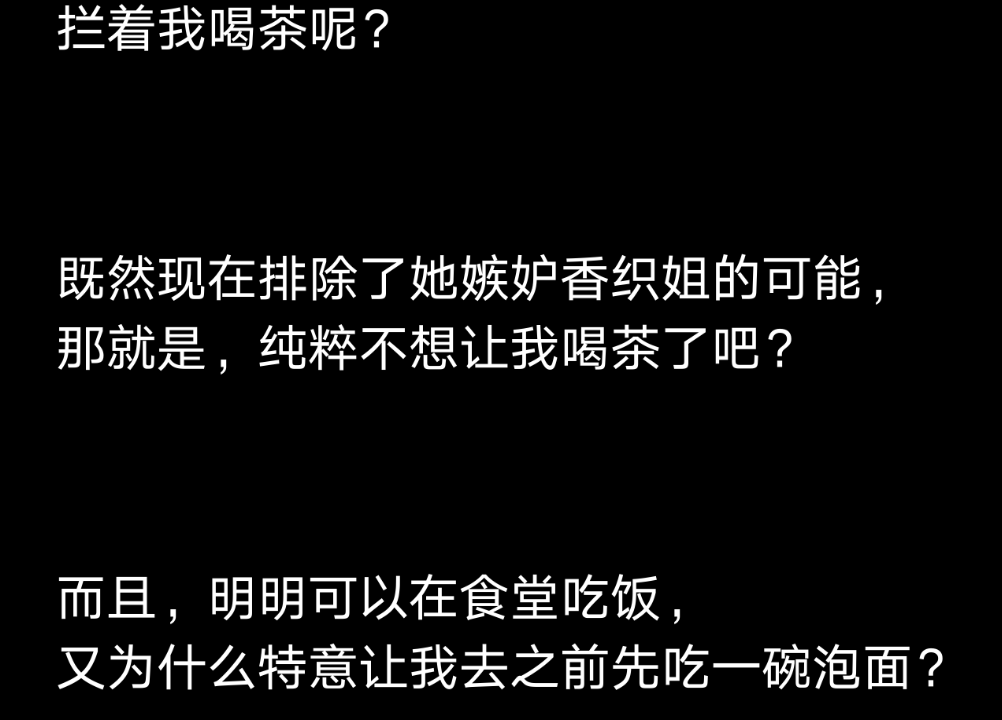 拦着我喝茶呢？
既然现在排除了她嫉妒香织姐的可能，
那就是，纯粹不想让我喝茶了吧？
而且，明明可以在食堂吃饭，
又为什么特意让我去之前先吃一碗泡面？